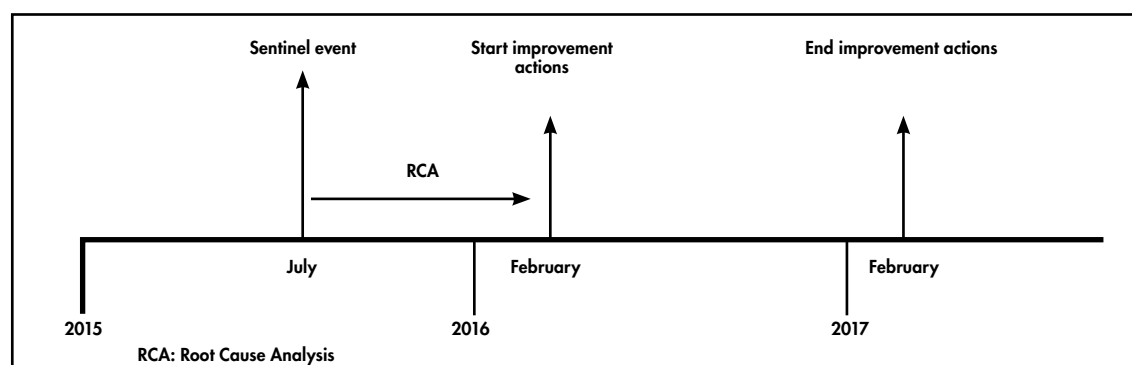 Sentinel event
Start improvement
actions
End improvement actions
RCA
July
February
February
2015
2016
2017
RCA: Root Cause Analysis